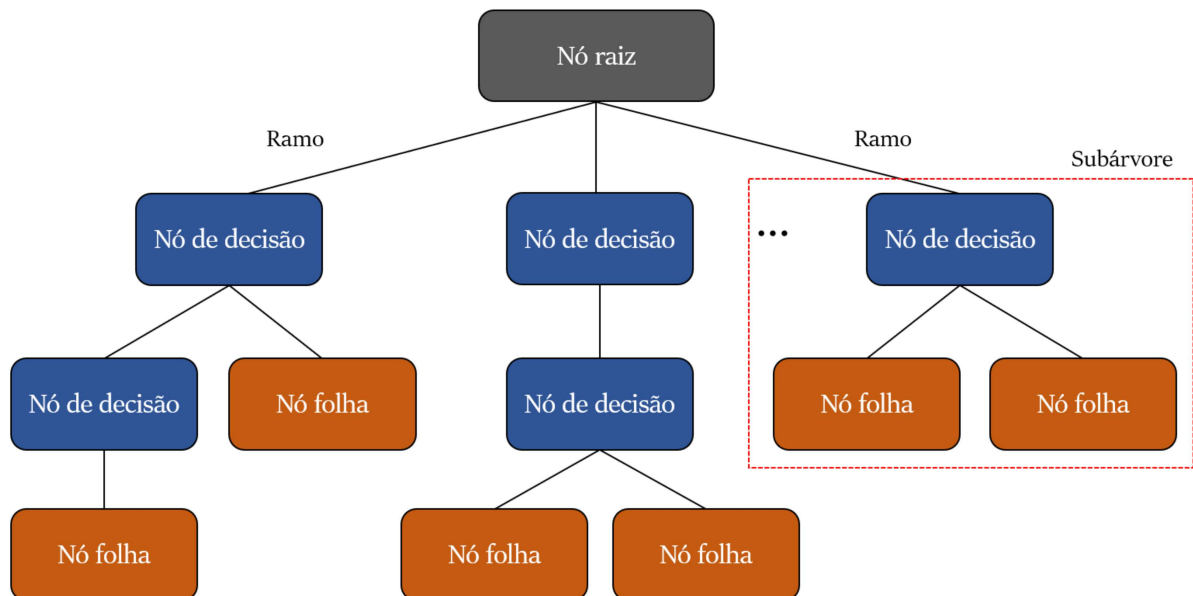 Nó raiz
Ramo
Ramo
Subárvore
Nó de decisão
Nó de decisão
...
Nó de decisão
Nó de decisão
Nó folha
Nó de decisão
Nó folha
Nó folha
Nó folha
Nó folha
Nó folha